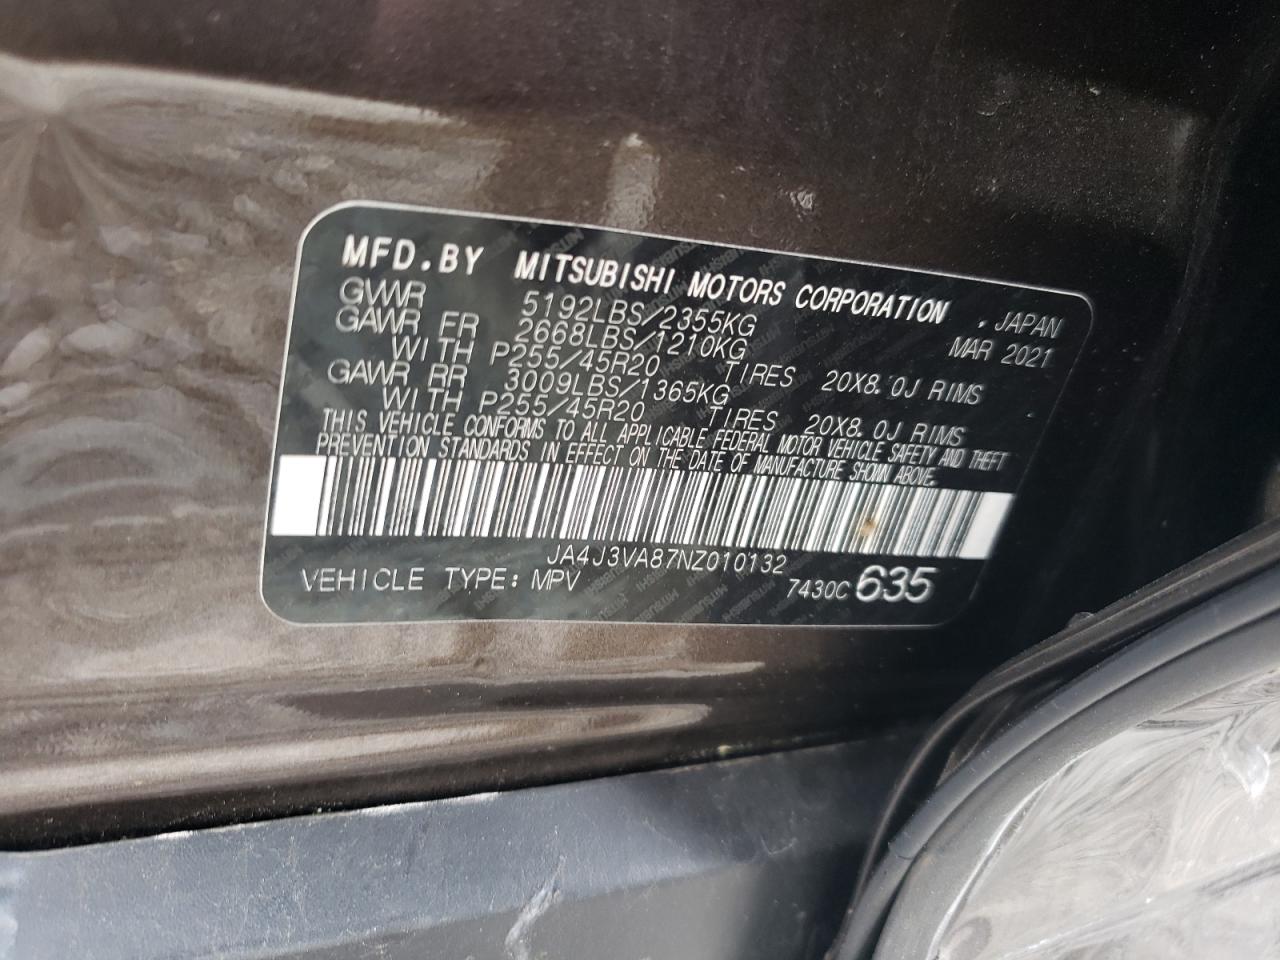 MFD.BY MITSUBISHI MOTORS CORPORATION , JAPAN
GVWR 5192LBS/2355KG MAR 2021
GAWR FR 2668LBS/1210KG
WITH P255/45R20 TIRES 20X8.0J RIMS
GAWR RR 3009LBS/1365KG
WITH P255/45R20 TIRES 20X8.0J RIMS
THIS VEHICLE CONFORMS TO ALL APPLICABLE FEDERAL MOTOR VEHICLE SAFETY AND THEFT
PREVENTION STANDARDS IN EFFECT ON THE DATE OF MANUFACTURE SHOWN ABOVE.
JA4J3VA87NZ010132
VEHICLE TYPE: MPV 7430C 635